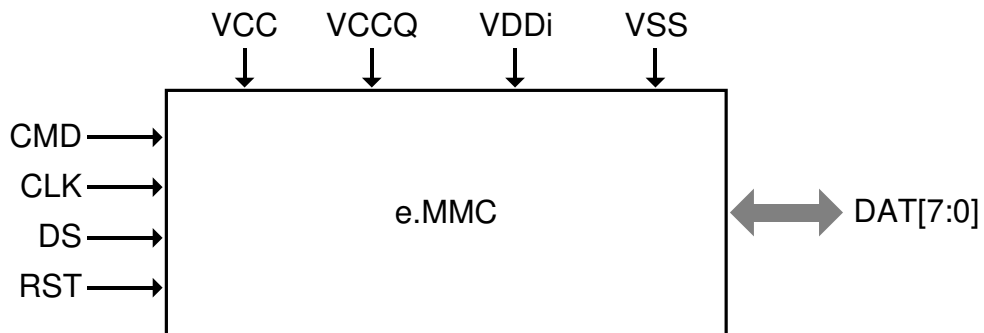 VCC VCCQ VDDi VSS
CMD
CLK
e.MMC
DAT[7:0]
DS
RST